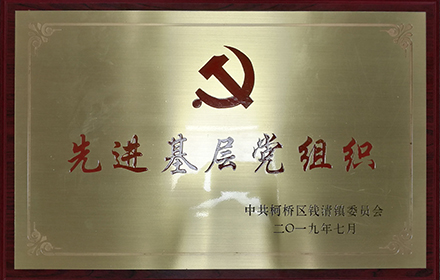 先进基层党组织
中共柯桥区钱清镇委员会
二〇一九年七月